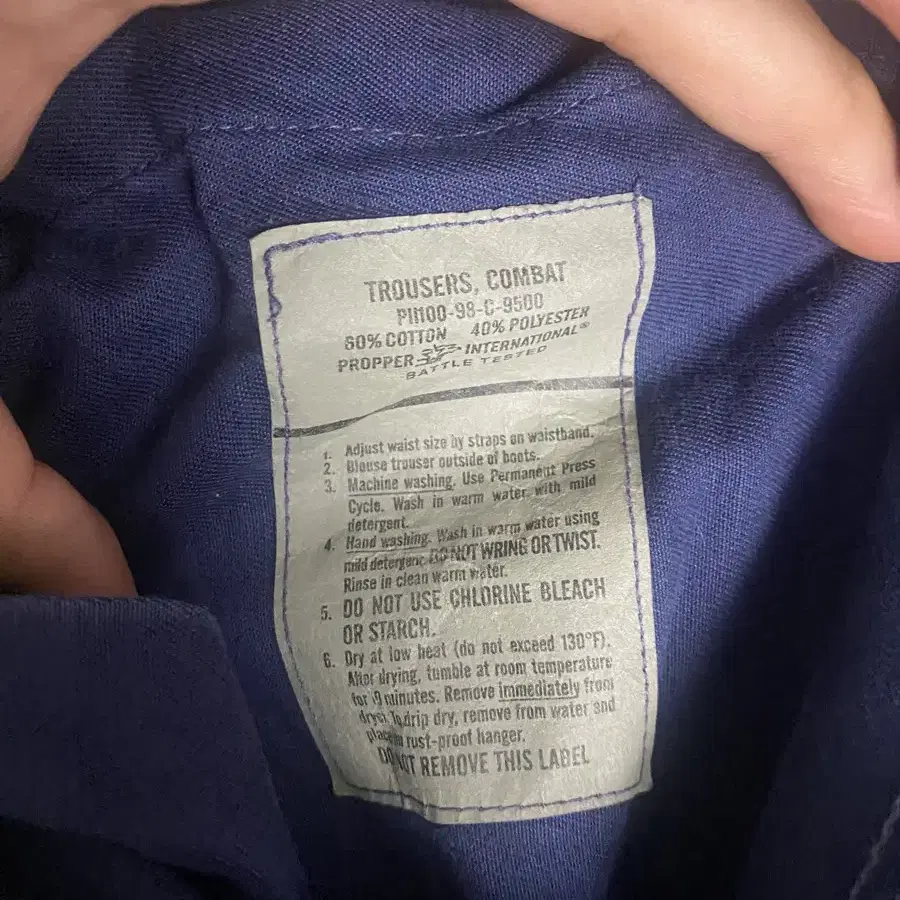 TROUSERS, COMBAT
PII100-98-C-9500
60% COTTON 40% POLYESTER
PROPPER INTERNATIONAL®
BATTLE TESTED
1. Adjust waist size by straps on waistband.
2. Blouse trouser outside of boots.
3. Machine washing. Use Permanent Press
Cycle. Wash in warm water with mild
detergent.
4. Hand washing. Wash in warm water using
mild detergent. DO NOT WRING OR TWIST.
Rinse in clean warm water.
5. DO NOT USE CHLORINE BLEACH
OR STARCH.
6. Dry at low heat (do not exceed 130°F).
After drying, tumble at room temperature
for minutes. Remove immediately from
dryer. To drip dry, remove from water and
place on rust-proof hanger.
DO NOT REMOVE THIS LABEL